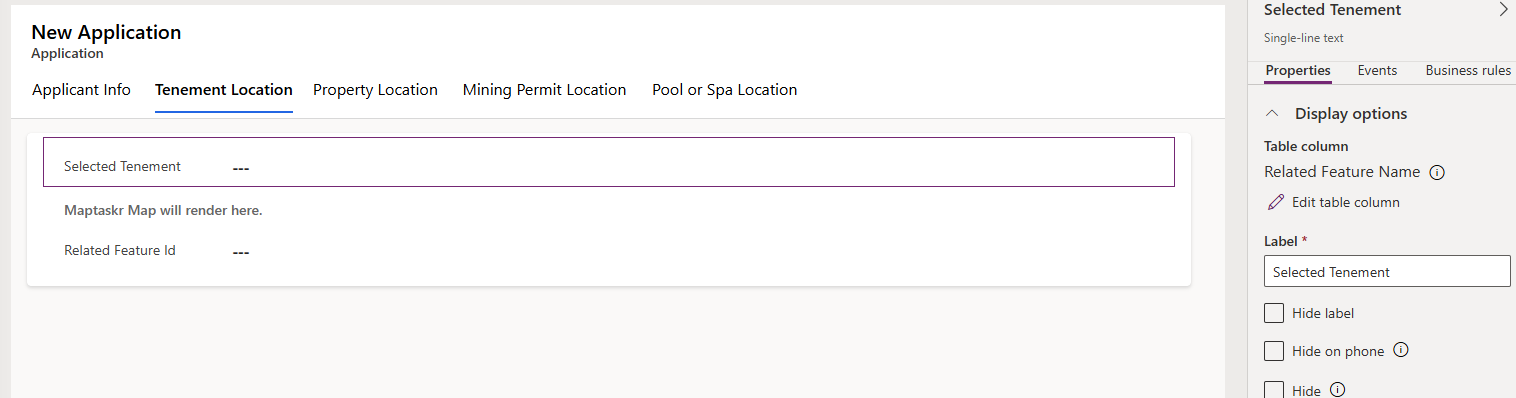 New Application
Application
Applicant Info Tenement Location Property Location Mining Permit Location Pool or Spa Location
Selected Tenement ---
Maptaskr Map will render here.
Related Feature Id ---
Selected Tenement
Single-line text
Properties Events Business rules
Display options
Table column
Related Feature Name
Edit table column
Label *
Selected Tenement
Hide label
Hide on phone
Hide